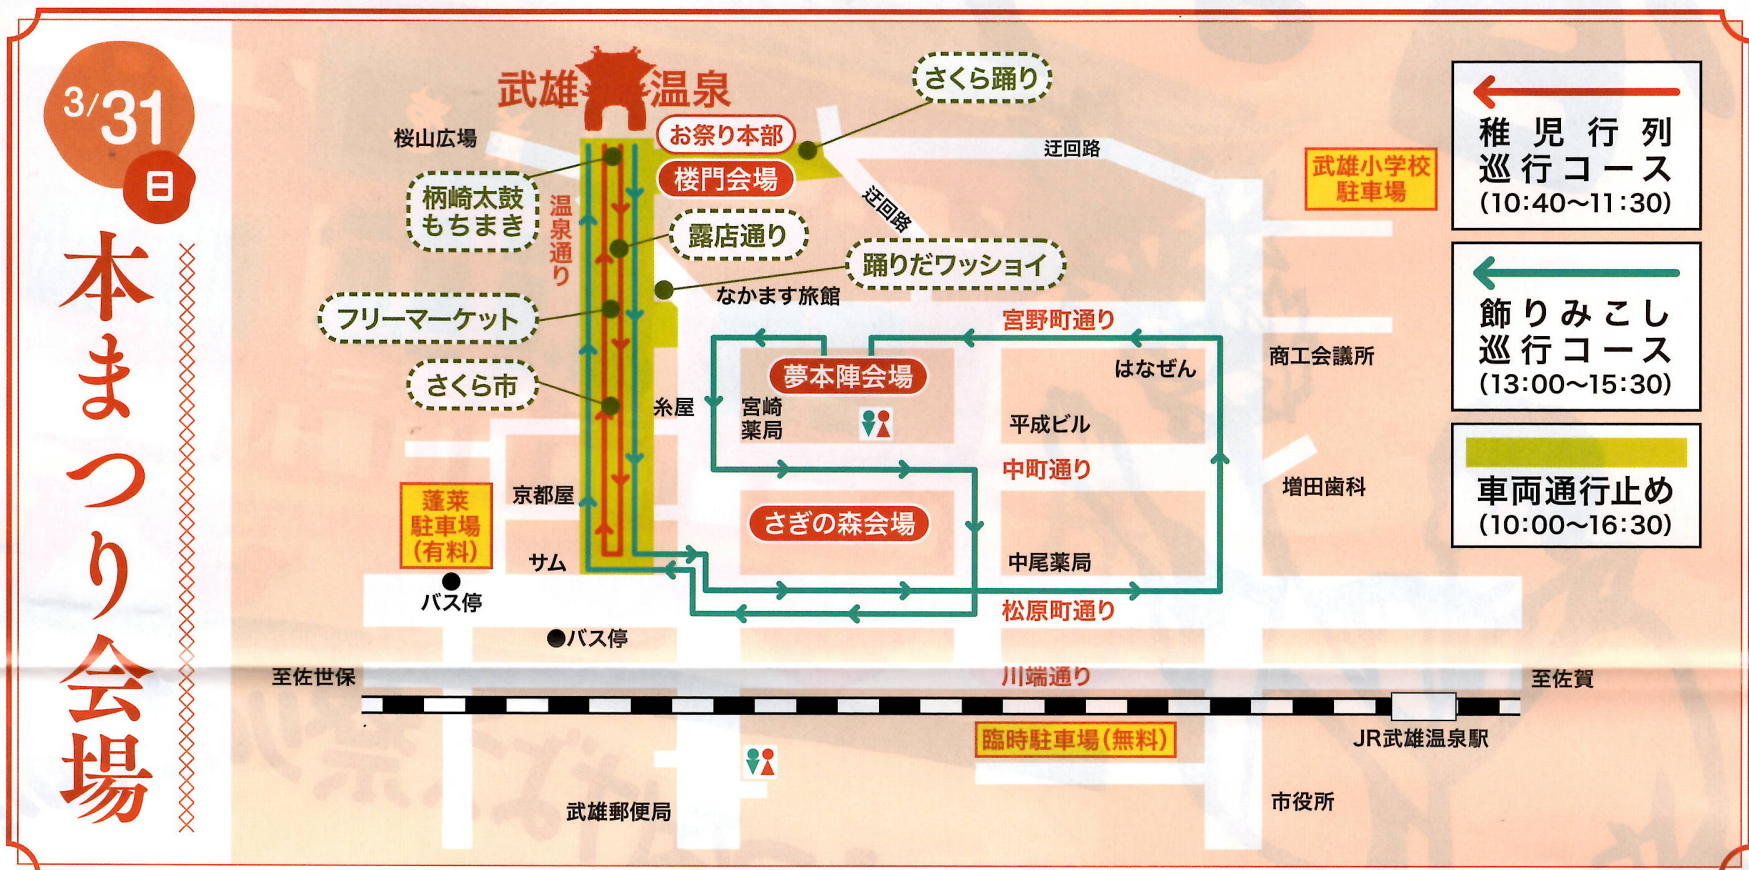 3/31
日
本まつり会場
武雄温泉
さくら踊り
桜山広場
お祭り本部
楼門会場
迂回路
迂回路
武雄小学校
駐車場
柄崎太鼓
もちまき
温泉通り
露店通り
踊りだワッショイ
なかます旅館
フリーマーケット
宮野町通り
さくら市
夢本陣会場
はなぜん
商工会議所
糸屋
宮崎
薬局
平成ビル
中町通り
京都屋
増田歯科
蓬莱
駐車場
(有料)
さぎの森会場
サム
中尾薬局
バス停
松原町通り
バス停
至佐世保
川端通り
至佐賀
臨時駐車場(無料)
JR武雄温泉駅
武雄郵便局
市役所
稚児行列
巡行コース
(10:40〜11:30)
飾りみこし
巡行コース
(13:00〜15:30)
車両通行止め
(10:00〜16:30)